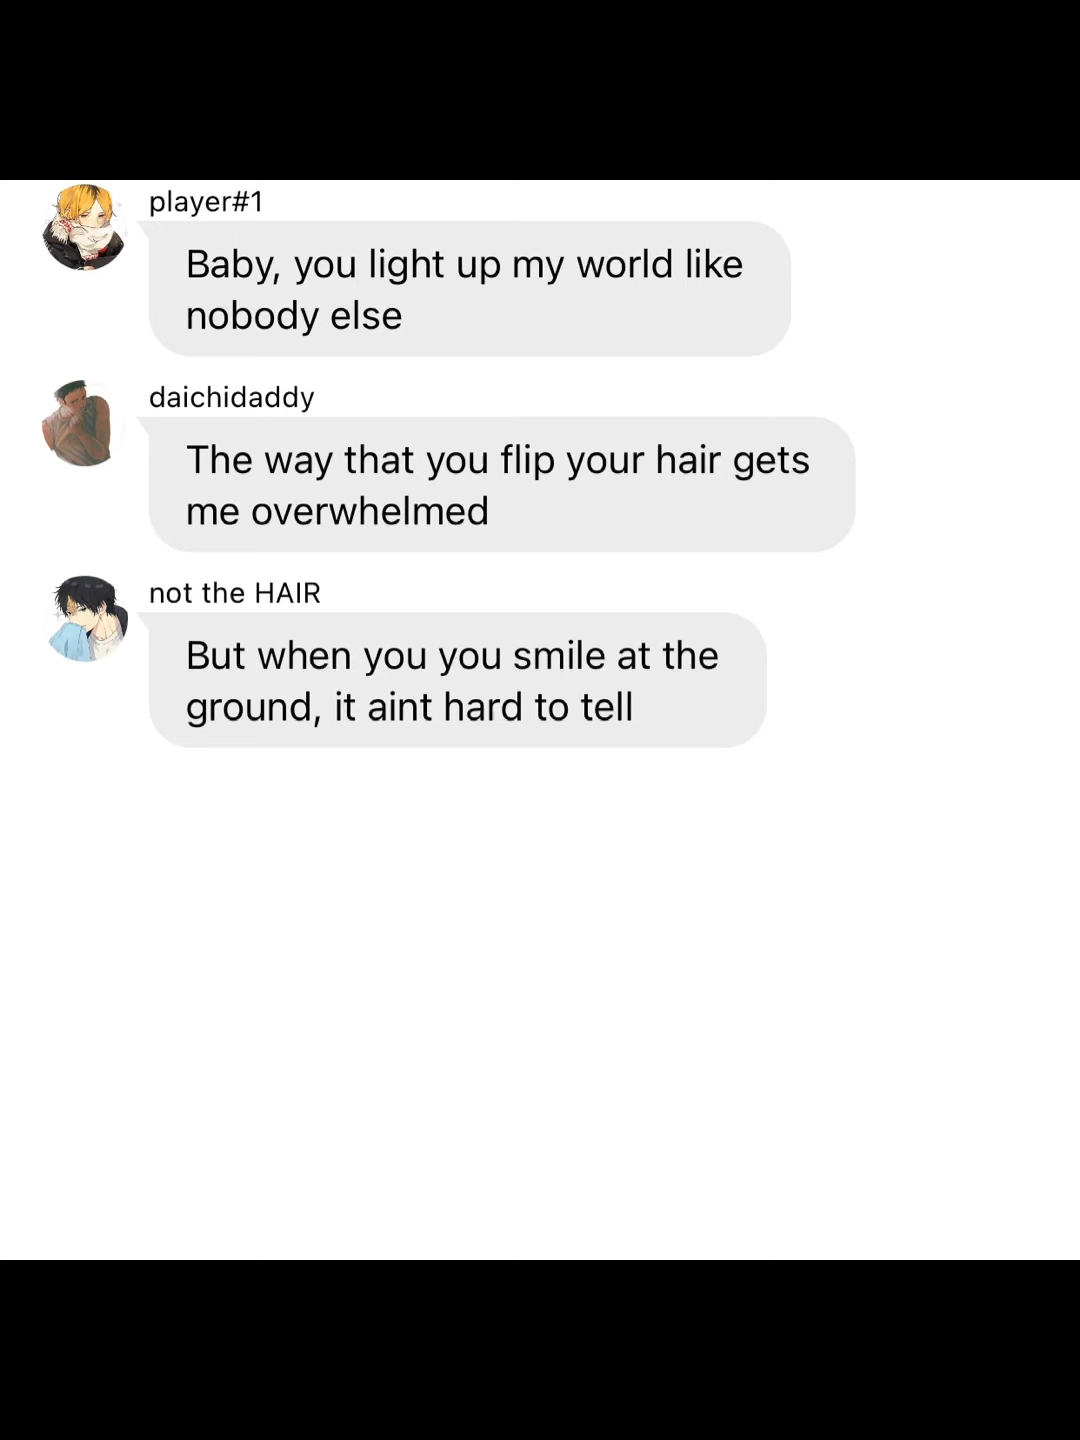 player#1
Baby, you light up my world like
nobody else
daichidaddy
The way that you flip your hair gets
me overwhelmed
not the HAIR
But when you you smile at the
ground, it aint hard to tell